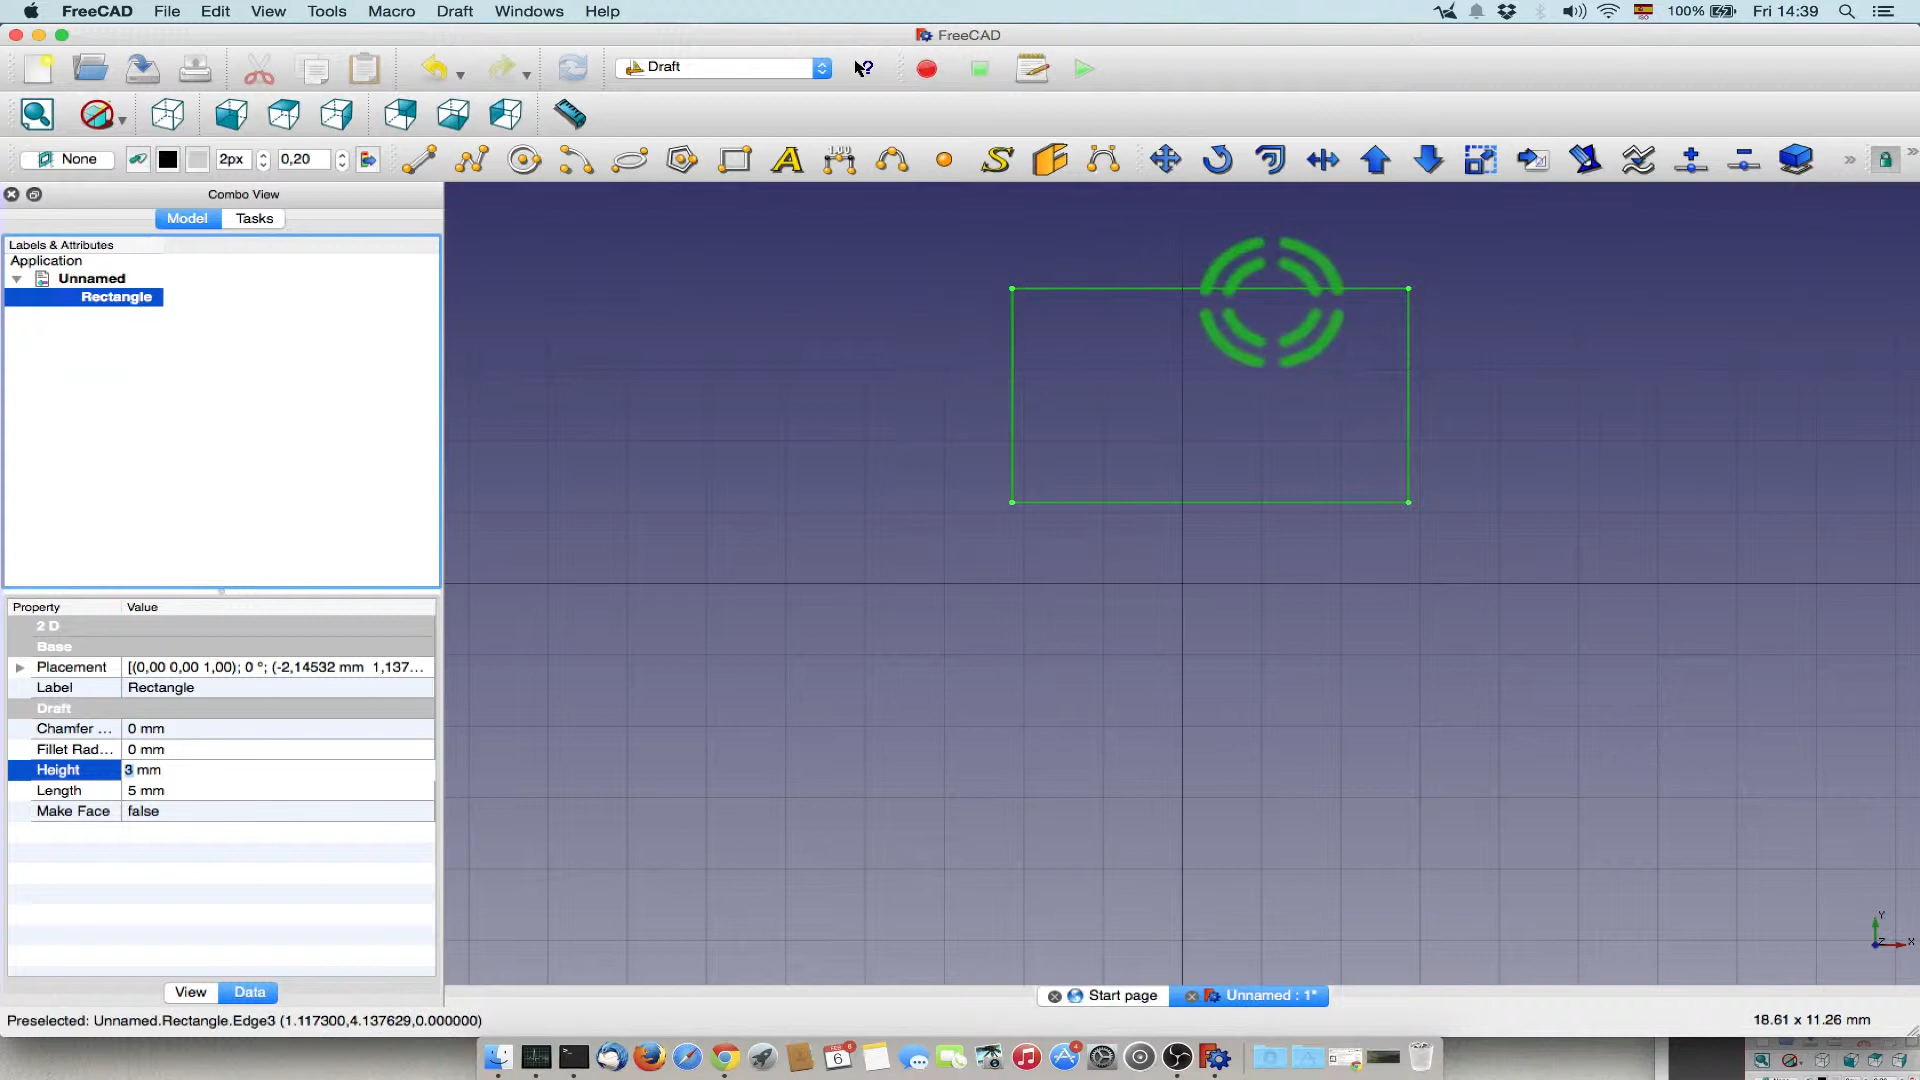 FreeCAD File Edit View Tools Macro Draft Windows Help 100% Fri 14:39
FreeCAD
Draft
None 2px 0,20 1.00
Combo View
Model Tasks
Labels & Attributes
Application
Unnamed
Rectangle
Property Value
2 D
Base
Placement [(0,00 0,00 1,00); 0 º; (-2,14532 mm 1,137...
Label Rectangle
Draft
Chamfer ... 0 mm
Fillet Rad... 0 mm
Height 3 mm
Length 5 mm
Make Face false
Y
Z X
View Data
Start page Unnamed : 1*
Preselected: Unnamed.Rectangle.Edge3 (1.117300,4.137629,0.000000)
18.61 x 11.26 mm
6
4